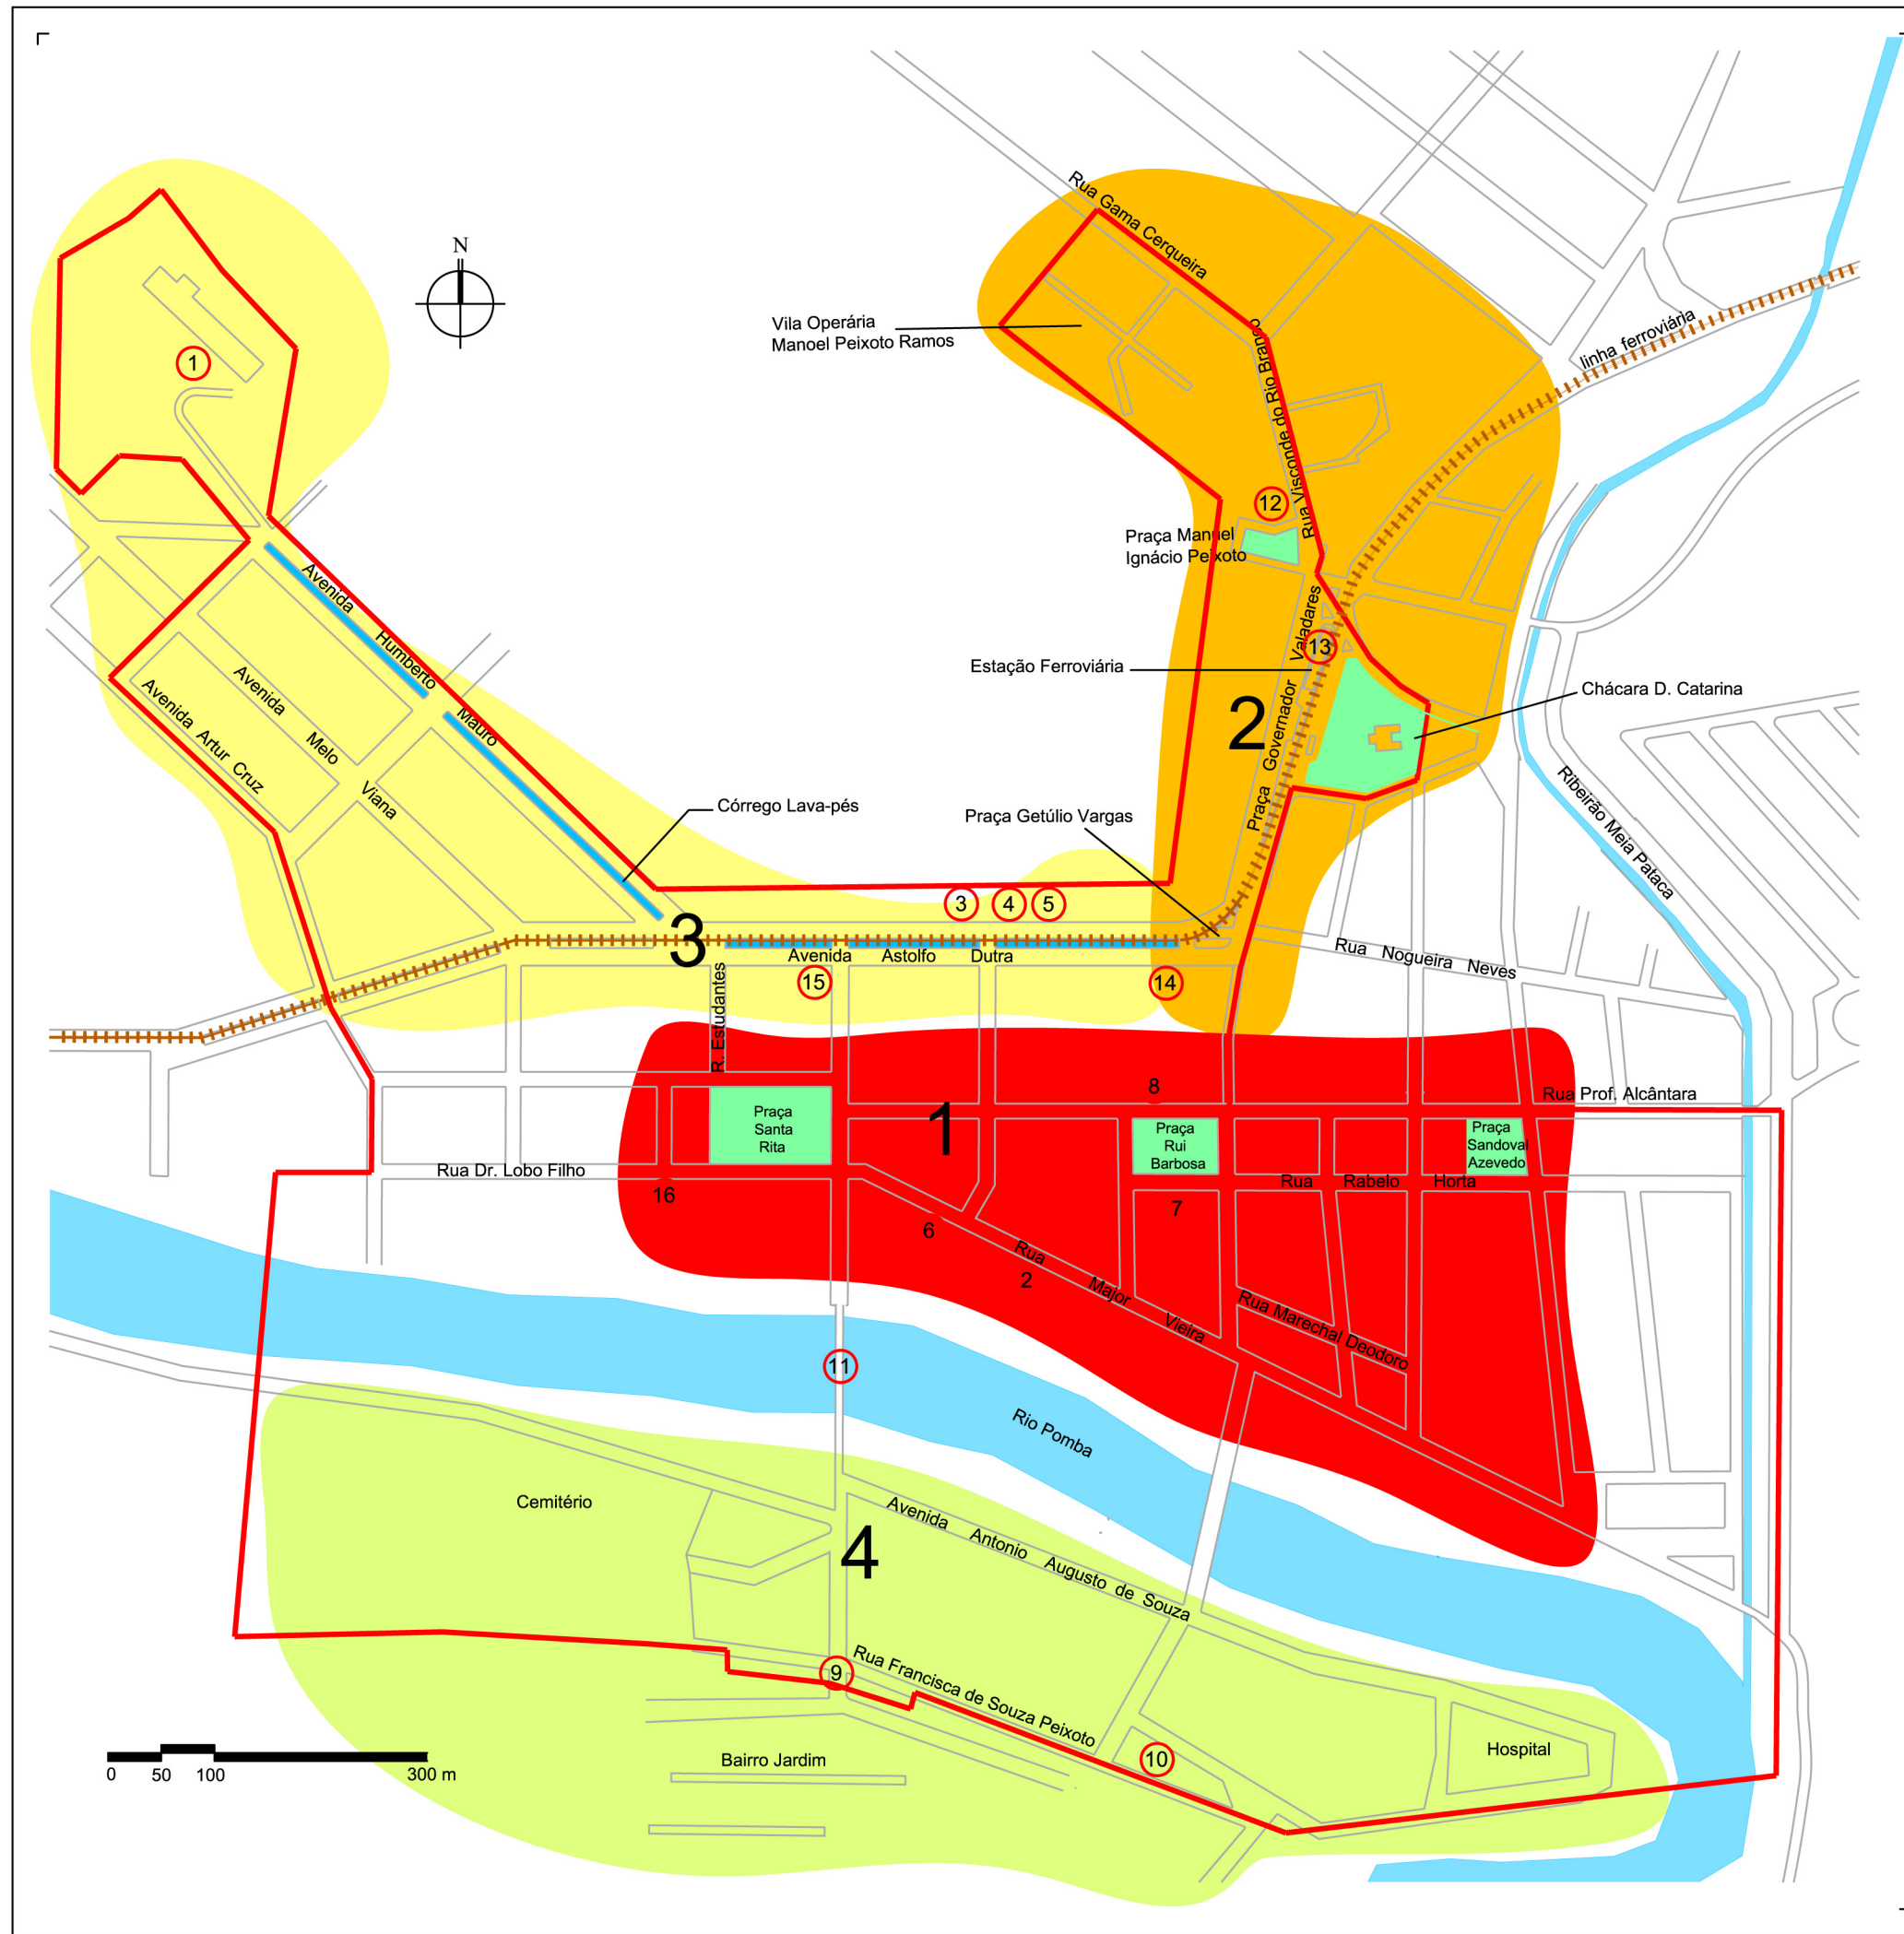 N
Rua Gama Cerqueira
Vila Operária
Manoel Peixoto Ramos
Rua Visconde do Rio Branco
linha ferroviária
1
12
Praça Manuel
Ignácio Peixoto
13
Estação Ferroviária
Chácara D. Catarina
Praça Governador Valadares
2
Avenida Humberto Mauro
Avenida Melo Viana
Avenida Artur Cruz
Córrego Lava-pés
Praça Getúlio Vargas
Ribeirão Meia Pataca
3
4
5
3
Avenida Astolfo Dutra
15
14
Rua Nogueira Neves
R. Estudantes
8
Rua Prof. Alcântara
1
Praça
Santa
Rita
Praça
Rui
Barbosa
Praça
Sandoval
Azevedo
Rua Dr. Lobo Filho
Rua Rabelo Horta
16
7
6
2
Rua Major Vieira
Rua Marechal Deodoro
11
Rio Pomba
Cemitério
Avenida Antonio Augusto de Souza
4
Rua Francisca de Souza Peixoto
9
10
Bairro Jardim
Hospital
0 50 100 300 m